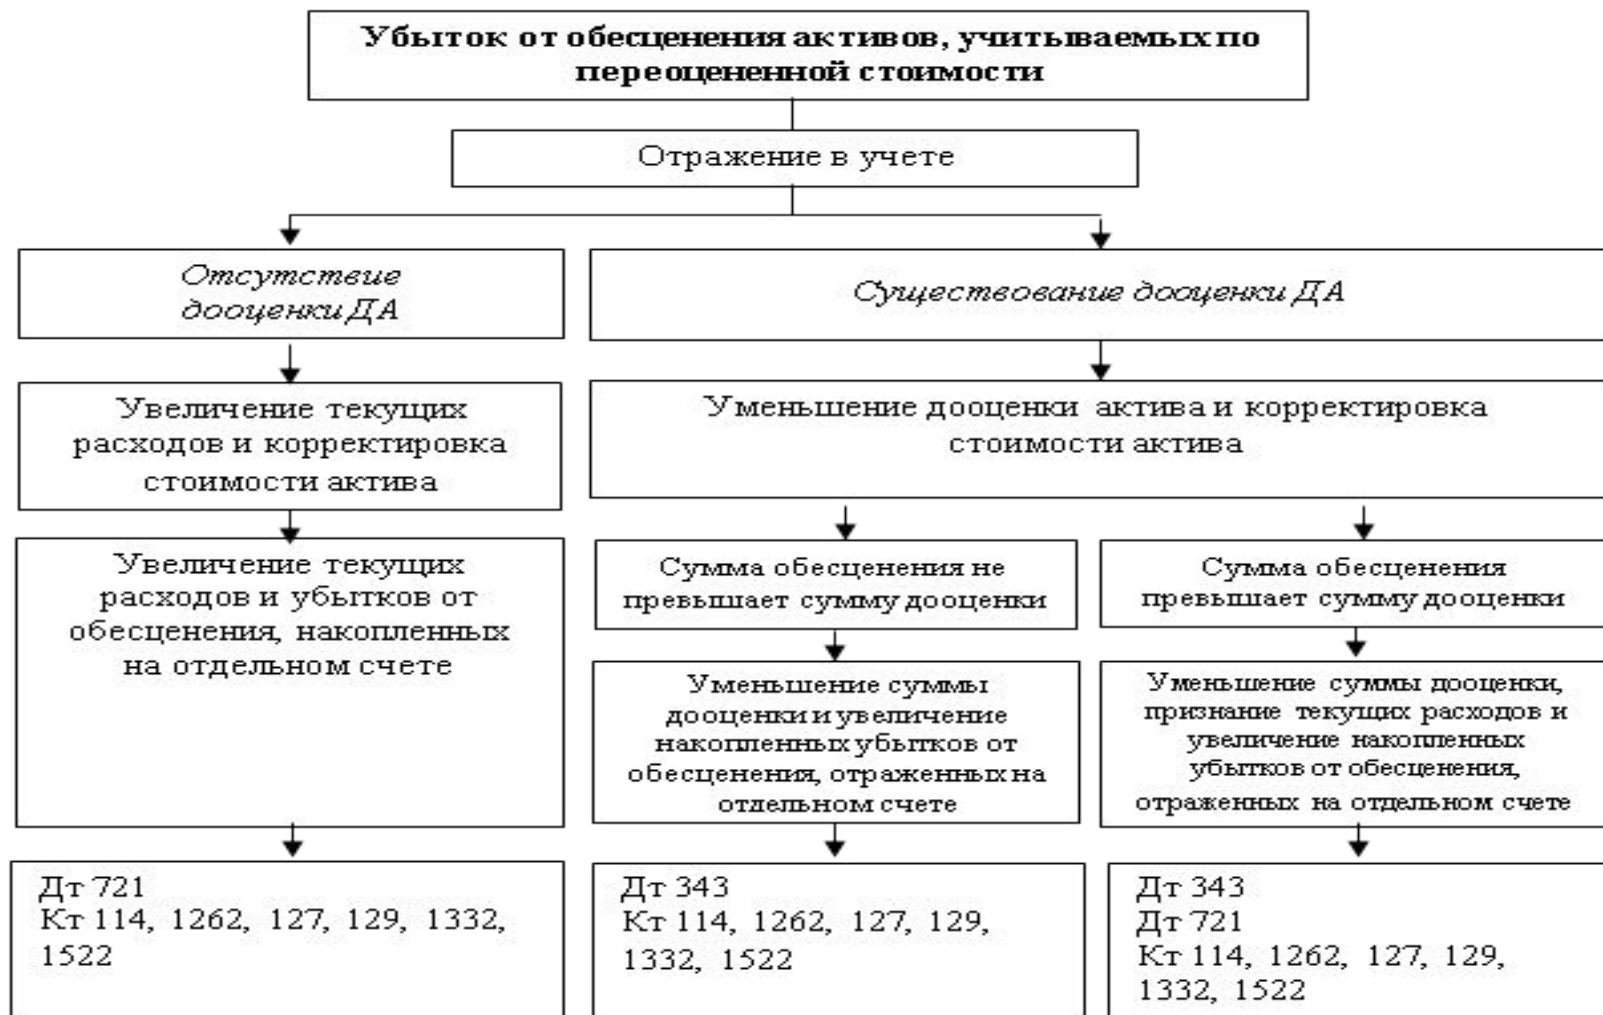 Убыток от обесценения активов, учитываемых по
переоцененной стоимости
Отражение в учете
Отсутствие
дооценки ДА
Существование дооценки ДА
Увеличение текущих
расходов и корректировка
стоимости актива
Уменьшение дооценки актива и корректировка
стоимости актива
Увеличение текущих
расходов и убытков от
обесценения, накопленных
на отдельном счете
Сумма обесценения не
превышает сумму дооценки
Сумма обесценения
превышает сумму дооценки
Уменьшение суммы
дооценки и увеличение
накопленных убытков от
обесценения, отраженных на
отдельном счете
Уменьшение суммы дооценки,
признание текущих расходов и
увеличение накопленных
убытков от обесценения,
отраженных на отдельном счете
Дт 721
Кт 114, 1262, 127, 129, 1332,
1522
Дт 343
Кт 114, 1262, 127, 129,
1332, 1522
Дт 343
Дт 721
Кт 114, 1262, 127, 129,
1332, 1522